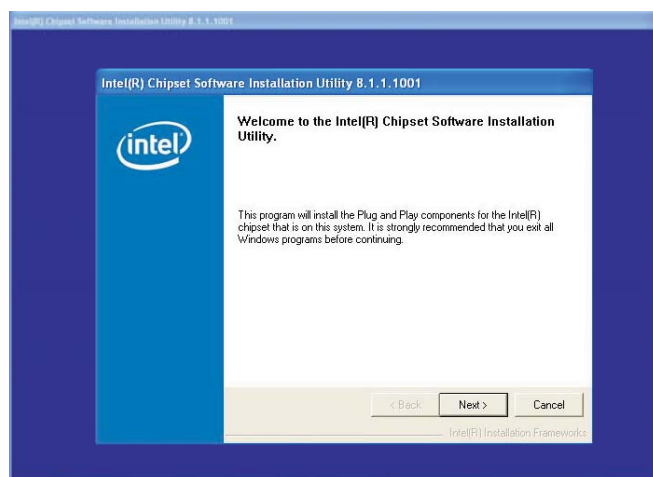 Intel(R) Chipset Software Installation Utility 8.1.1.1001
Intel(R) Chipset Software Installation Utility 8.1.1.1001
intel
Welcome to the Intel(R) Chipset Software Installation
Utility.
This program will install the Plug and Play components for the Intel(R)
chipset that is on this system. It is strongly recommended that you exit all
Windows programs before continuing.
< Back
Next >
Cancel
Intel(R) Installation Frameworks